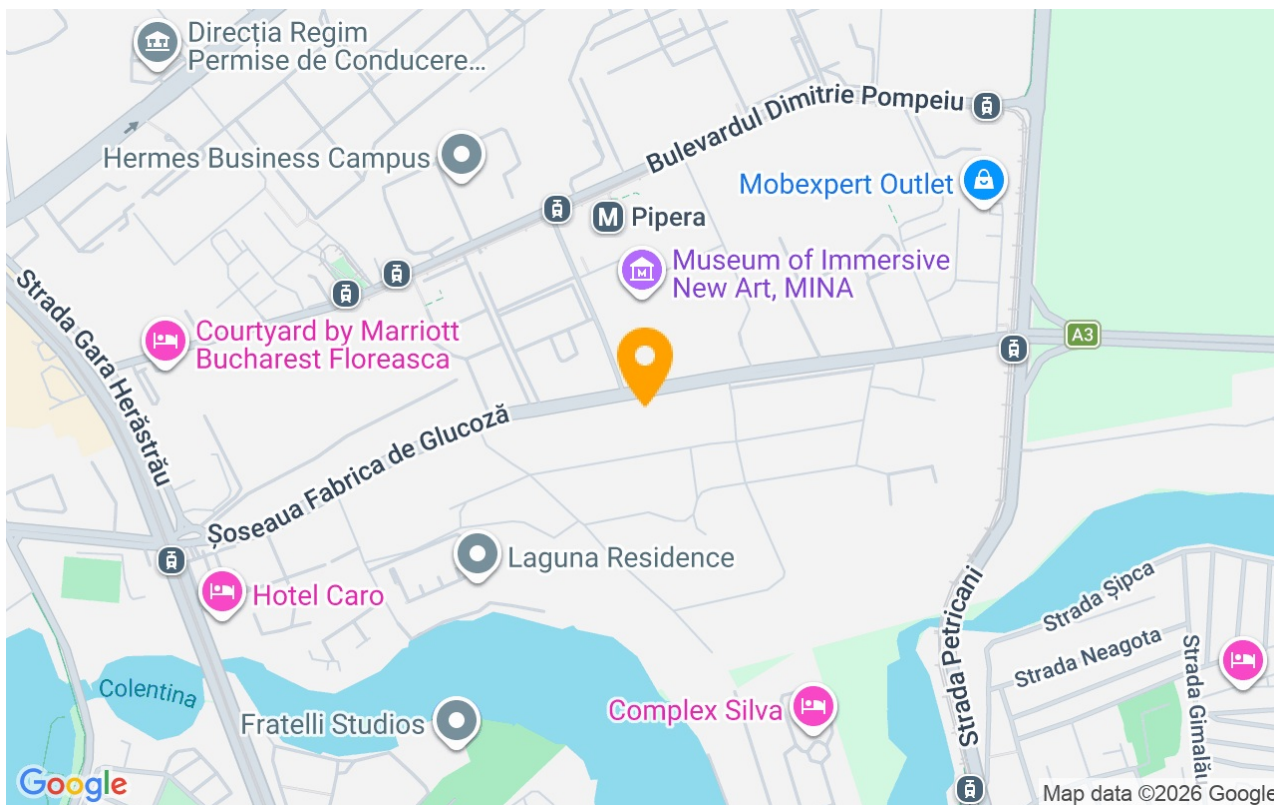 Direcția Regim
Permise de Conducere...
Bulevardul Dimitrie Pompeiu
Hermes Business Campus
Mobexpert Outlet
M Pipera
Museum of Immersive
New Art, MINA
Strada Gara Herăstrău
Courtyard by Marriott
Bucharest Floreasca
A3
Șoseaua Fabrica de Glucoză
Laguna Residence
Hotel Caro
Strada Petricani
Strada Șipca
Strada Neagota
Strada Gimalău
Colentina
Complex Silva
Fratelli Studios
Google
Map data ©2026 Google